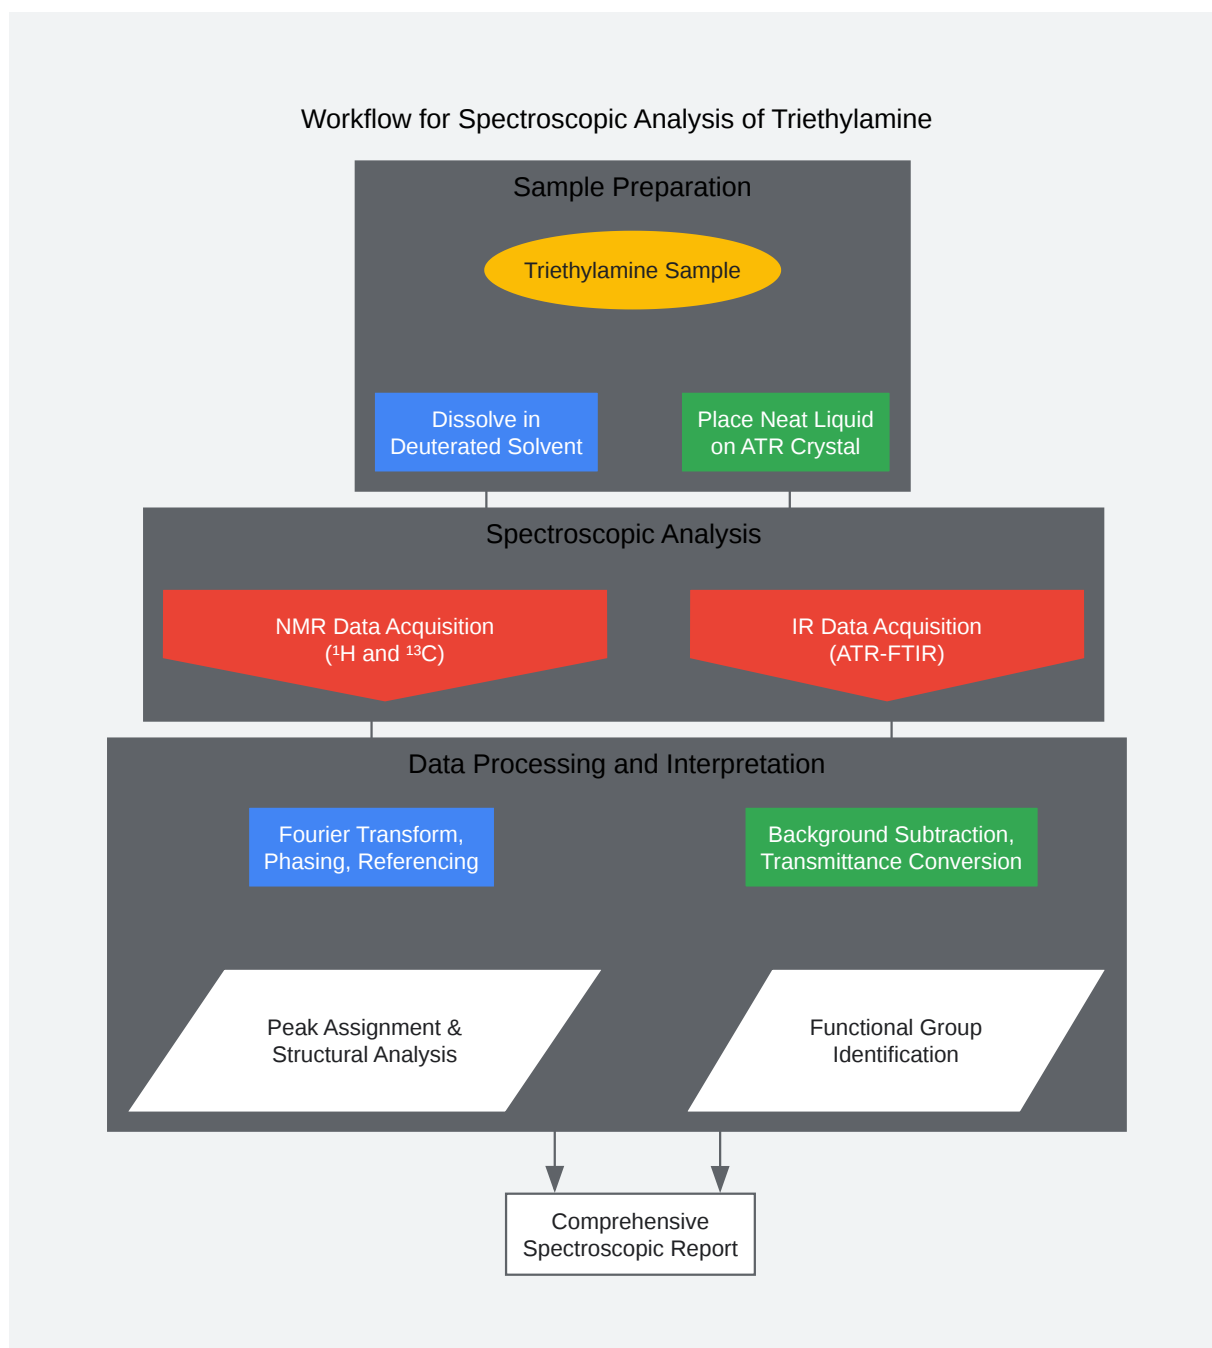 Workflow for Spectroscopic Analysis of Triethylamine
Sample Preparation
Triethylamine Sample
Dissolve in
Deuterated Solvent
Place Neat Liquid
on ATR Crystal
Spectroscopic Analysis
NMR Data Acquisition
(¹H and ¹³C)
IR Data Acquisition
(ATR-FTIR)
Data Processing and Interpretation
Fourier Transform,
Phasing, Referencing
Background Subtraction,
Transmittance Conversion
Peak Assignment &
Structural Analysis
Functional Group
Identification
Comprehensive
Spectroscopic Report